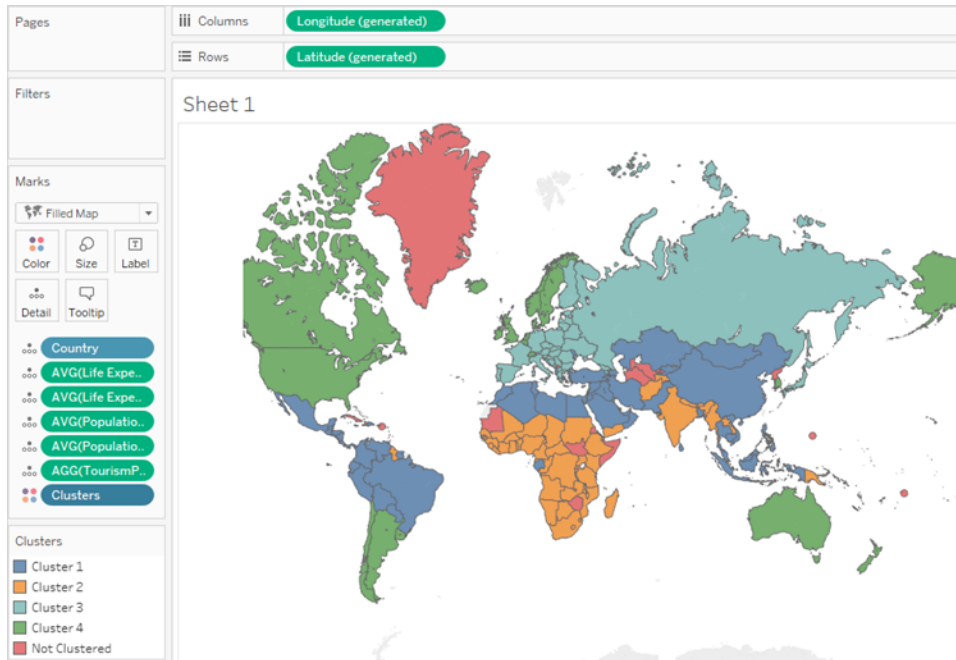 Pages
Columns
Longitude (generated)
Rows
Latitude (generated)
Filters
Sheet 1
Marks
Filled Map
Color
Size
Label
Detail
Tooltip
Country
AVG(Life Expe..
AVG(Life Expe..
AVG(Populatio..
AVG(Populatio..
AGG(TourismP..
Clusters
Clusters
Cluster 1
Cluster 2
Cluster 3
Cluster 4
Not Clustered